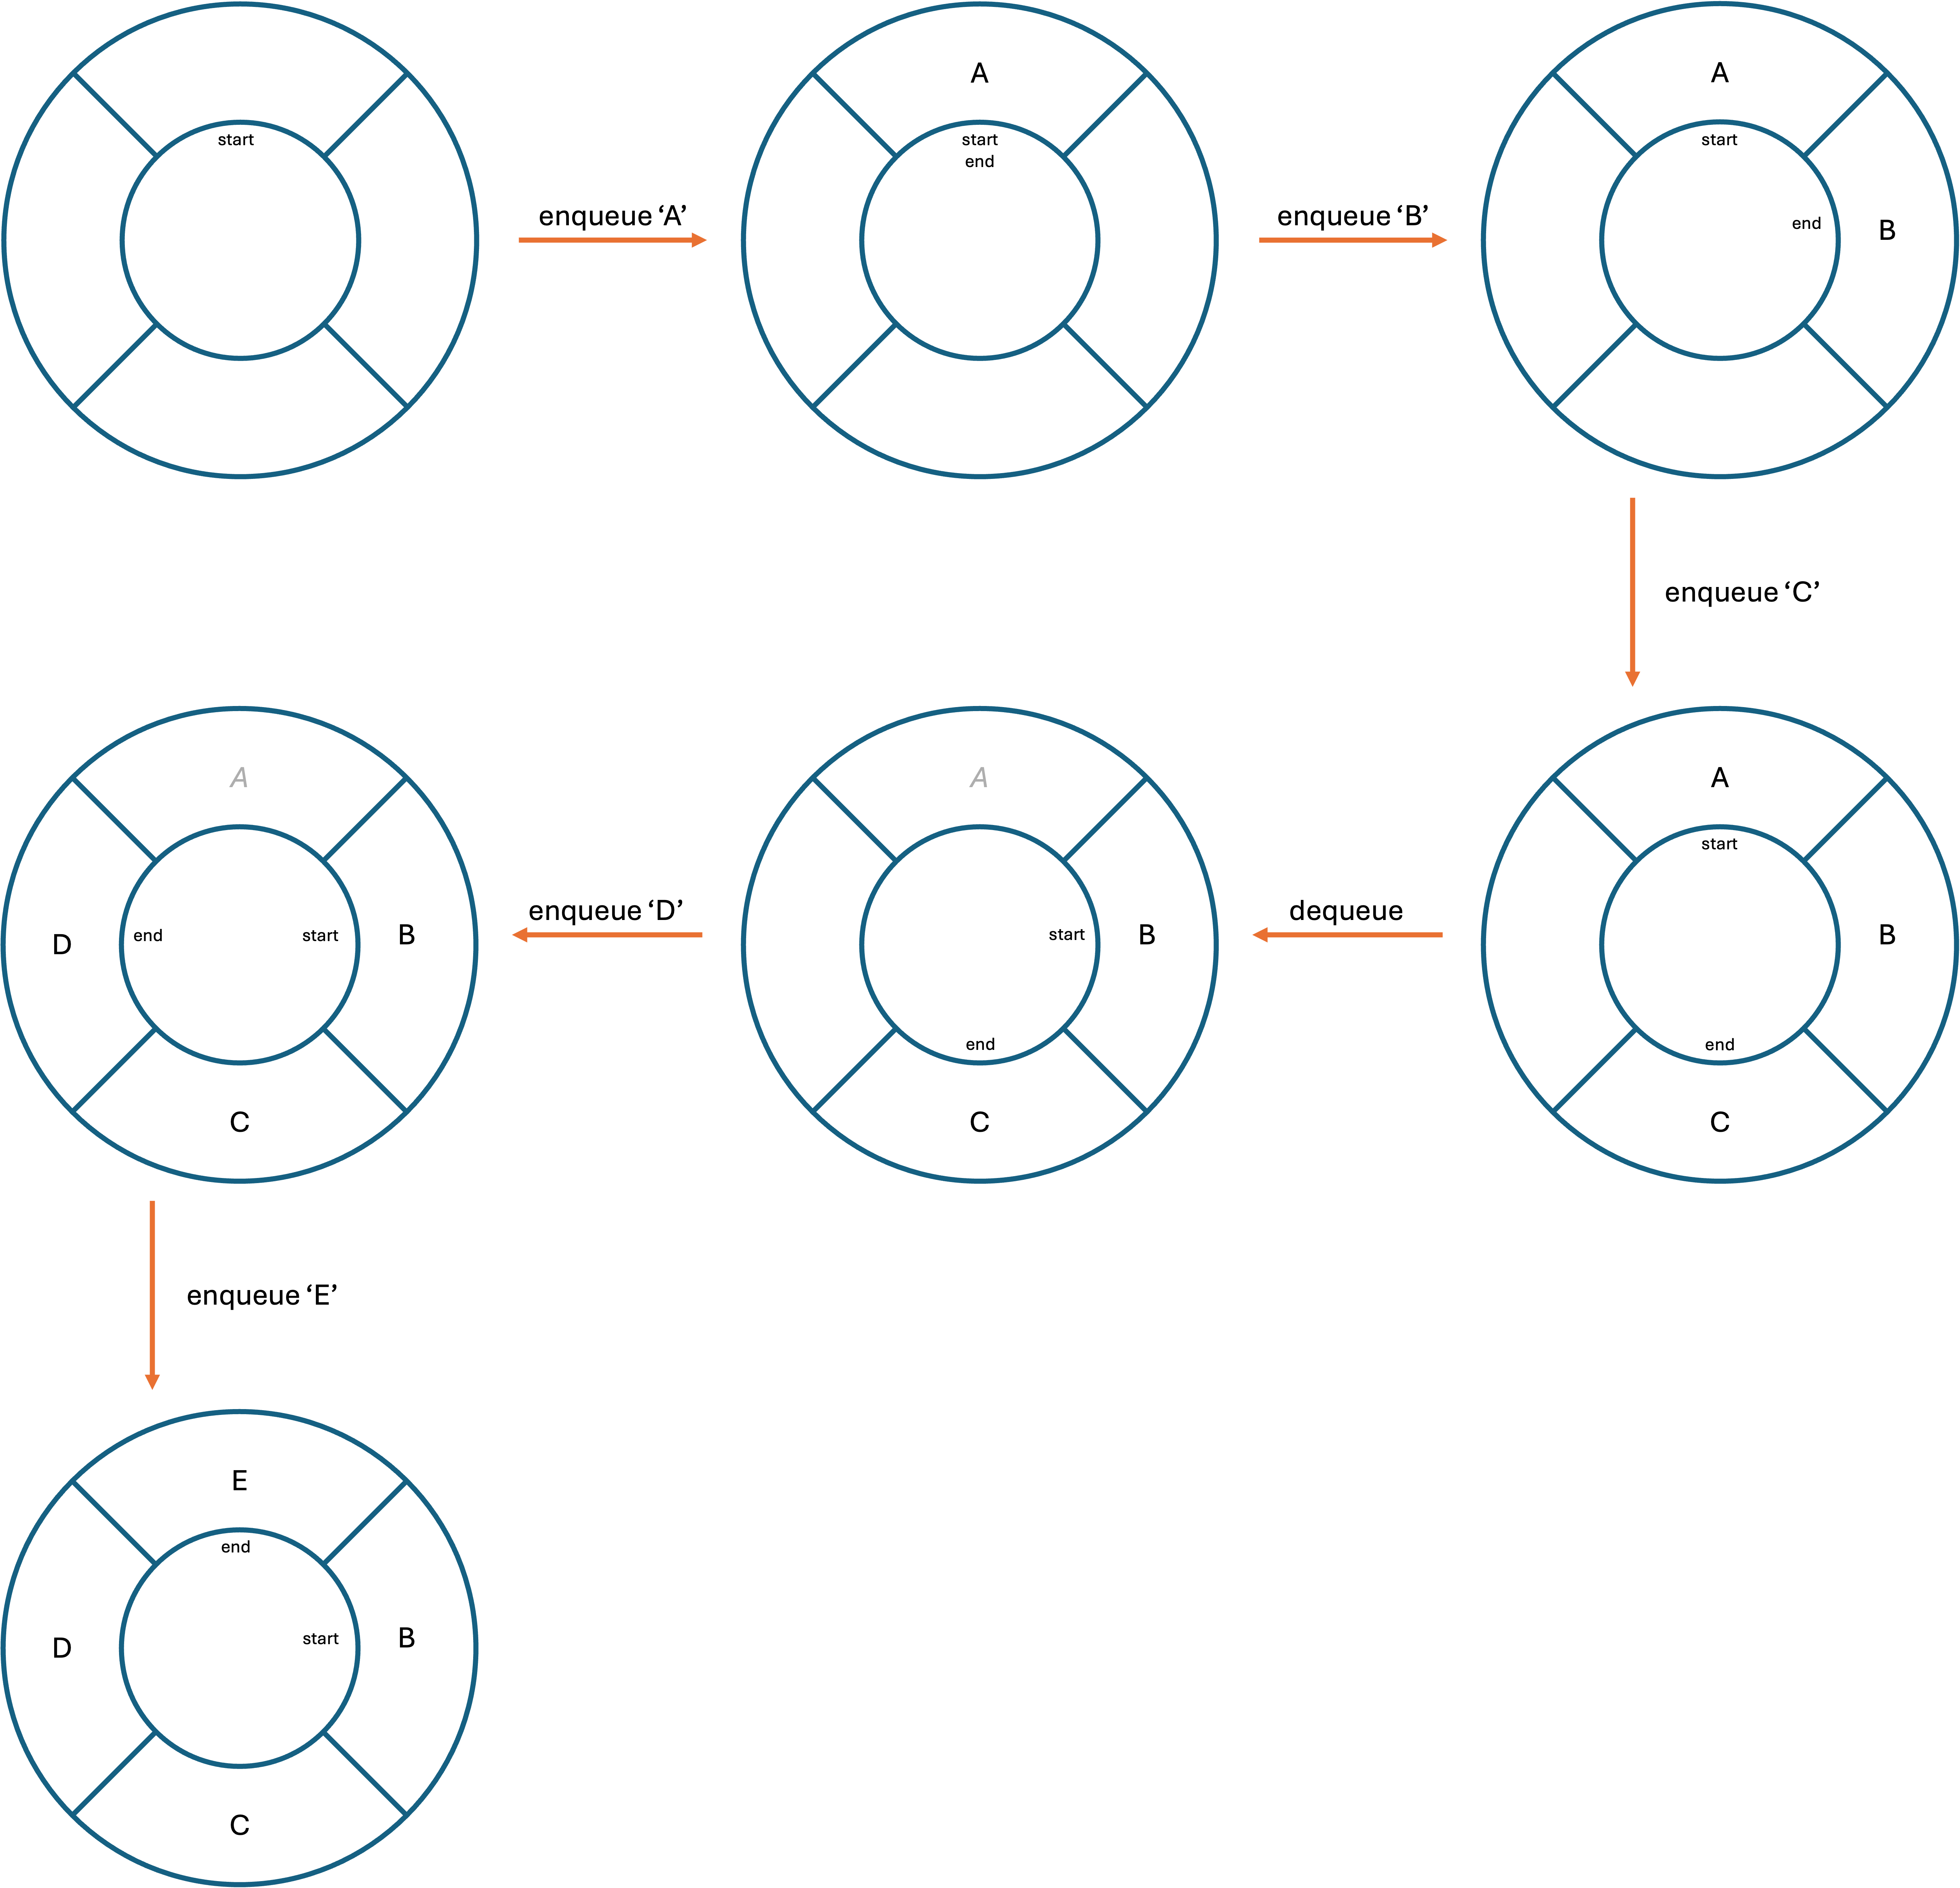 start
enqueue ‘A’
A
start
end
enqueue ‘B’
A
start
end
B
enqueue ‘C’
A
start
B
end
C
dequeue
A
start
B
end
C
enqueue ‘D’
A
D
end
start
B
C
enqueue ‘E’
E
end
D
start
B
C